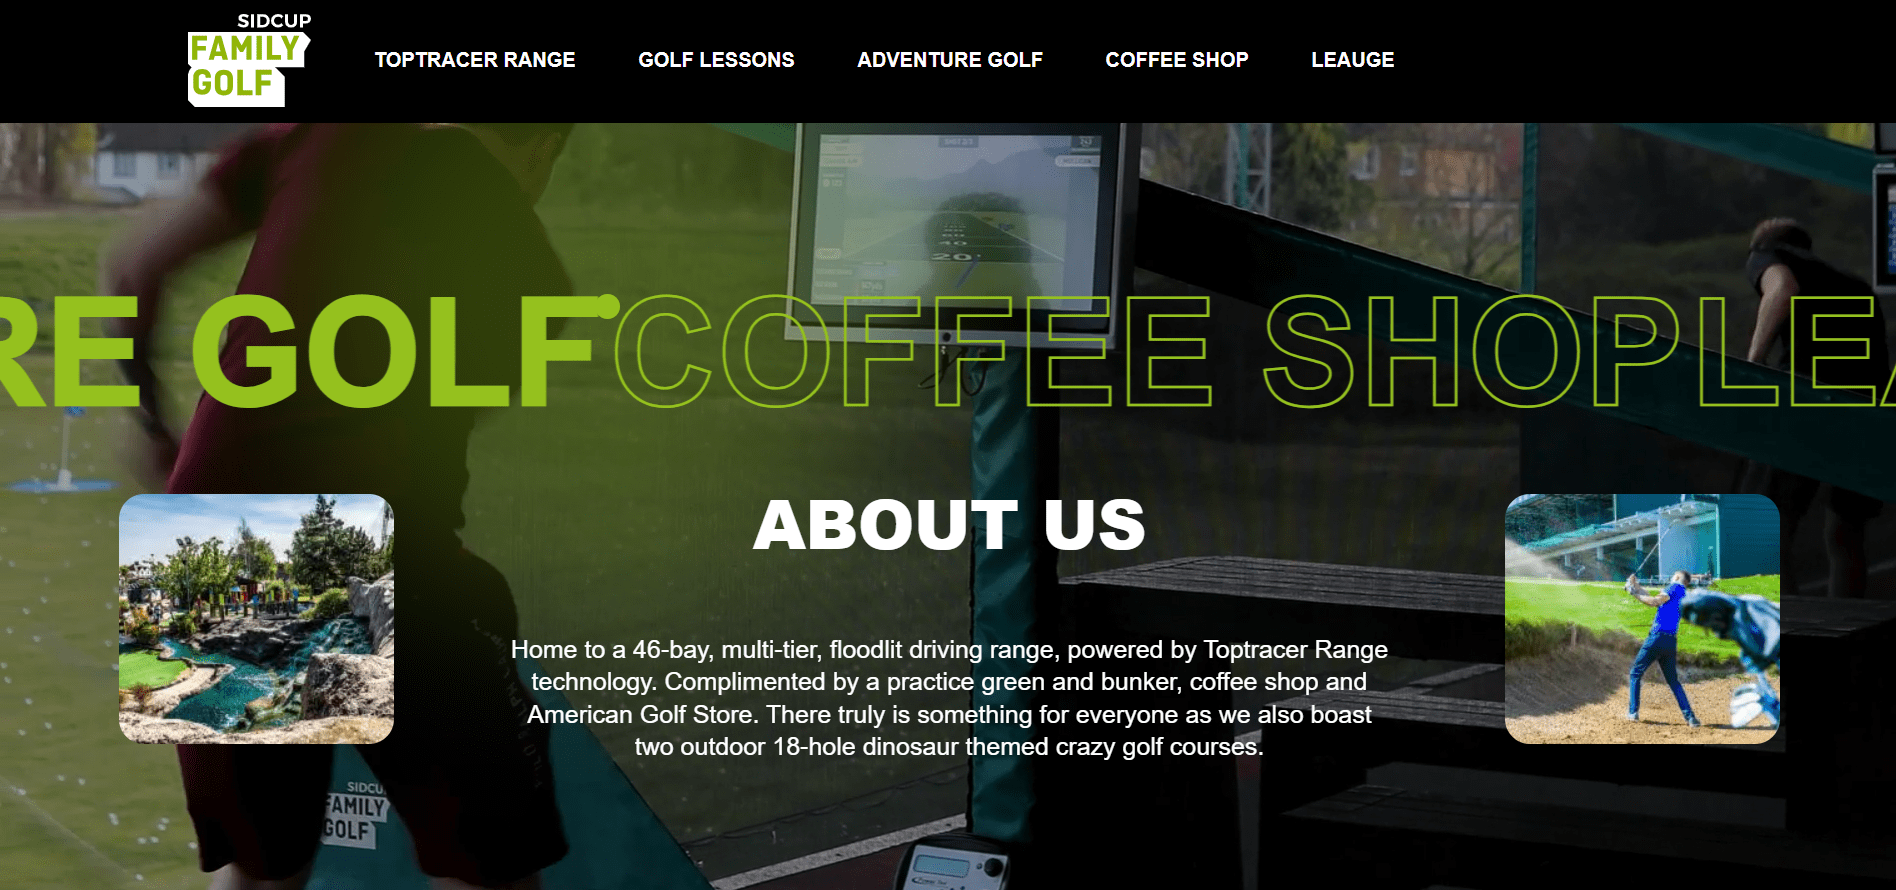 SIDCUP
FAMILY
GOLF
TOPTRACER RANGE
GOLF LESSONS
ADVENTURE GOLF
COFFEE SHOP
LEAUGE
20
RE GOLF COFFEE SHOP LEA
ABOUT US
Home to a 46-bay, multi-tier, floodlit driving range, powered by Toptracer Range
technology. Complimented by a practice green and bunker, coffee shop and
American Golf Store. There truly is something for everyone as we also boast
two outdoor 18-hole dinosaur themed crazy golf courses.
SIDCU
FAMILY
GOLF